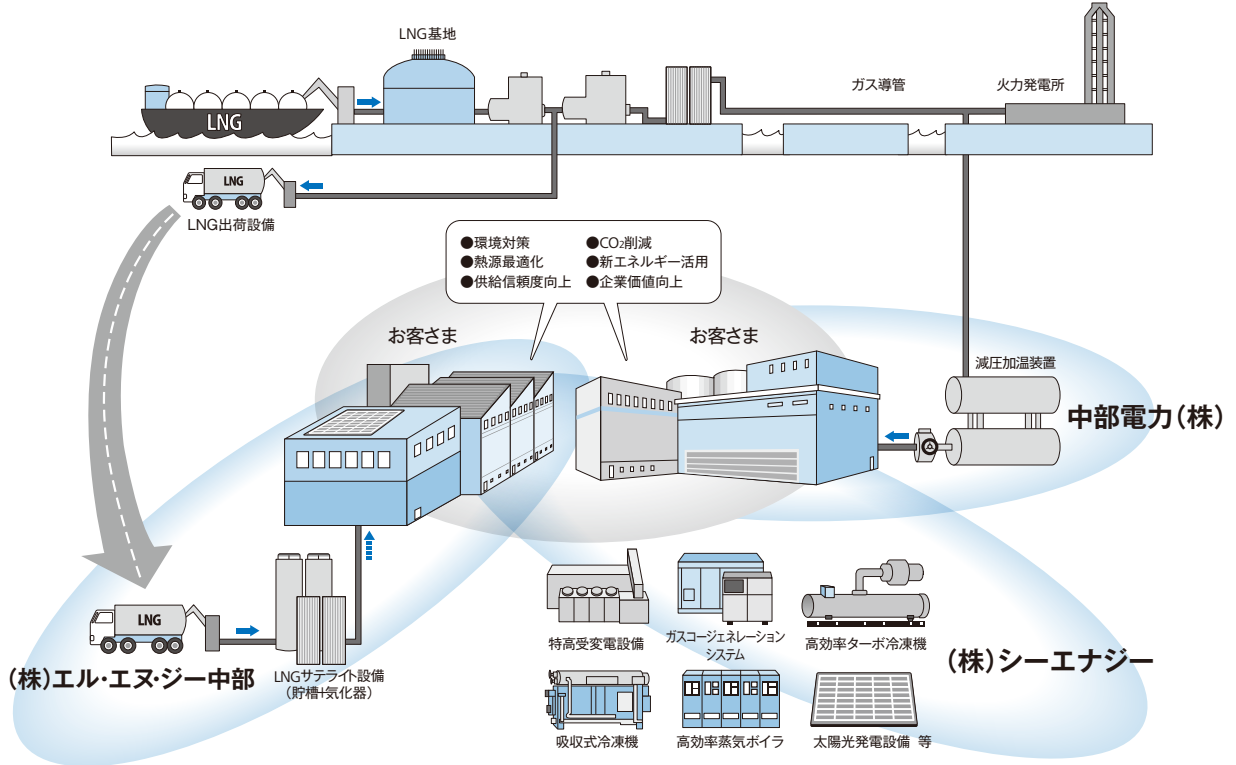 LNG基地
ガス導管
火力発電所
LNG
LNG
LNG出荷設備
●環境対策
●CO₂削減
●熱源最適化
●新エネルギー活用
●供給信頼度向上
●企業価値向上
お客さま
お客さま
減圧加温装置
中部電力(株)
LNG
(株)エル・エヌ・ジー中部
LNGサテライト設備
(貯槽+気化器)
特高受変電設備
ガスコージェネレーション
システム
高効率ターボ冷凍機
(株)シーエナジー
吸収式冷凍機
高効率蒸気ボイラ
太陽光発電設備 等